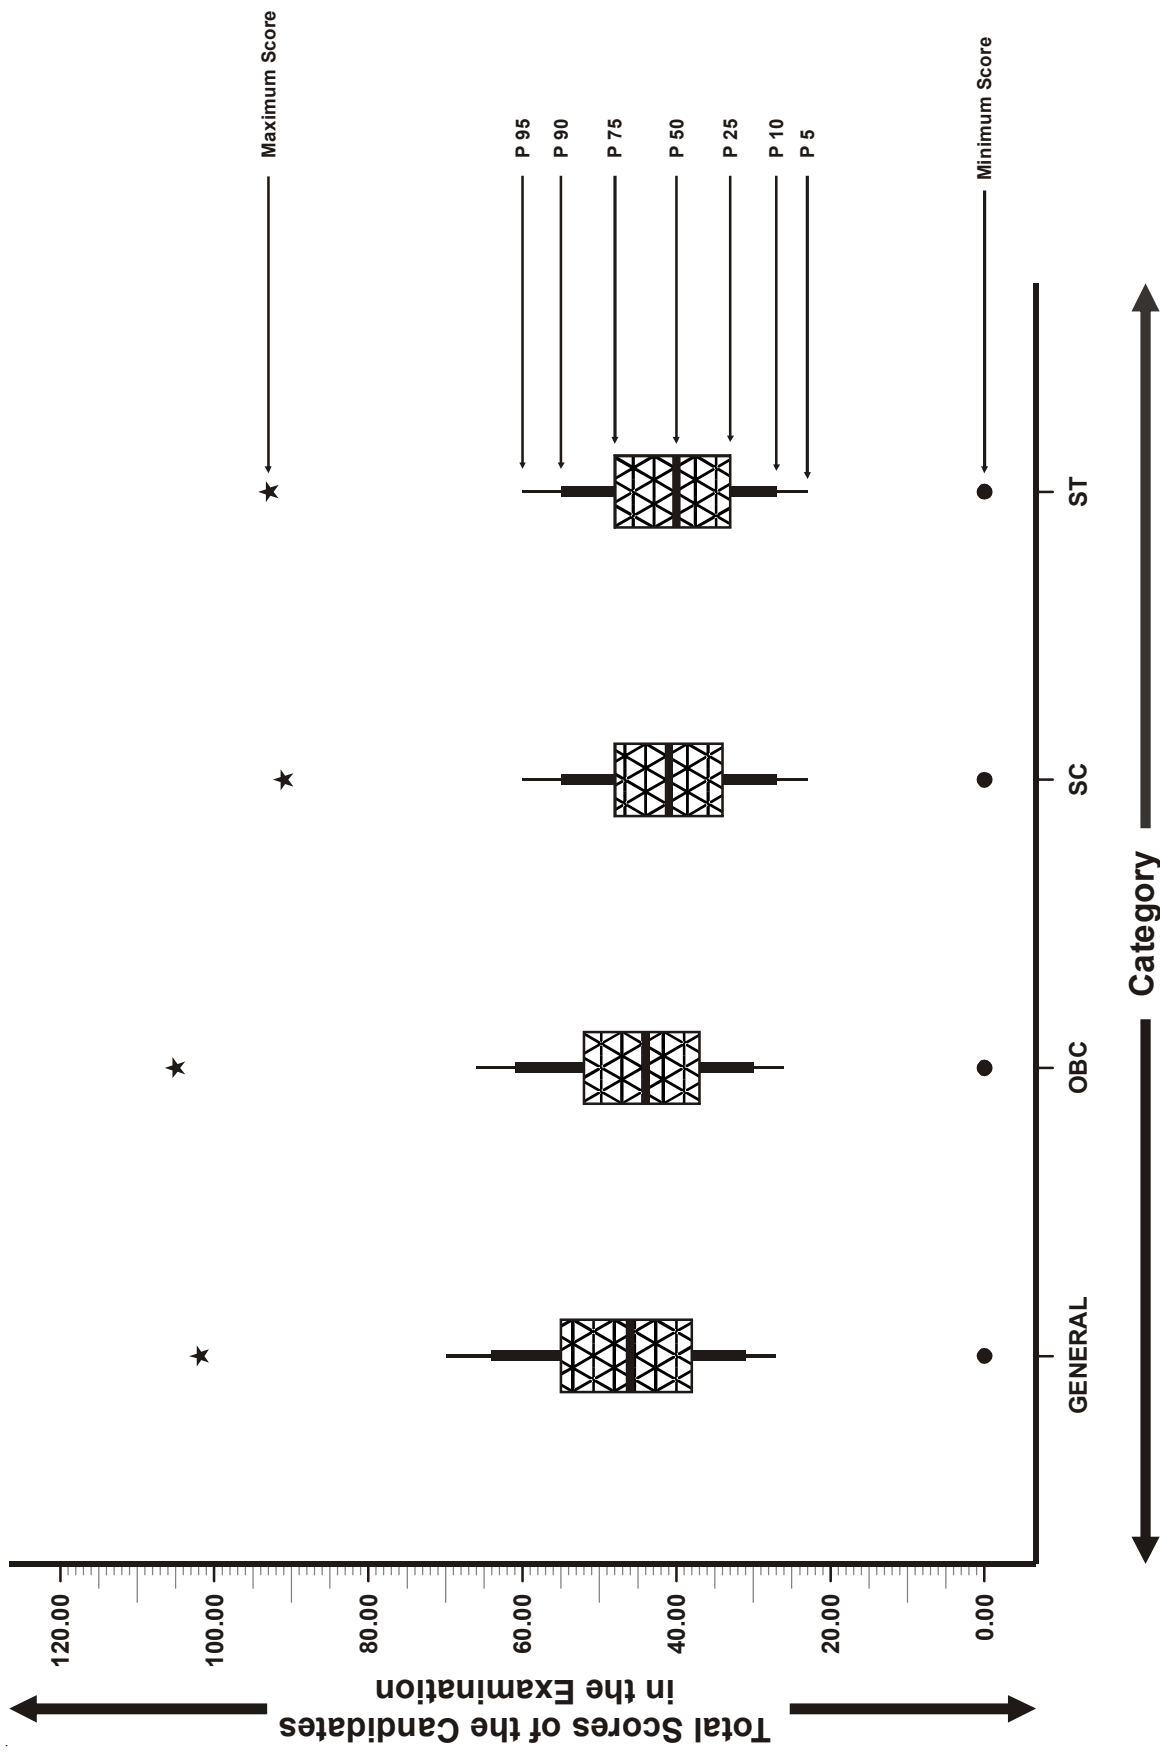 Total Scores of the Candidates
in the Examination
120.00
100.00
80.00
60.00
40.00
20.00
0.00
Maximum Score
P 95
P 90
P 75
P 50
P 25
P 10
P 5
Minimum Score
GENERAL
OBC
SC
ST
Category